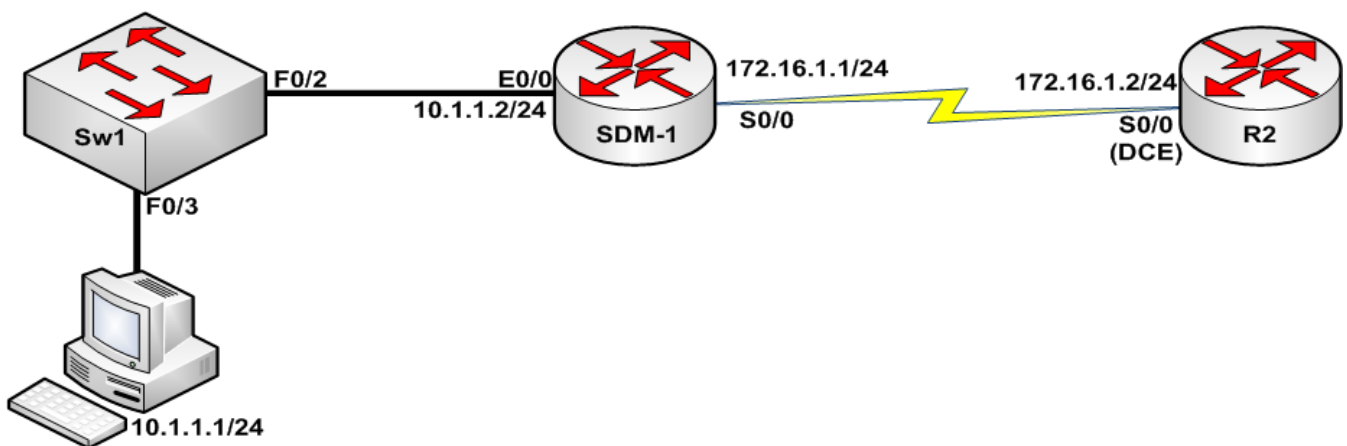 F0/2
E0/0
10.1.1.2/24
Sw1
F0/3
10.1.1.1/24
SDM-1
172.16.1.1/24
S0/0
172.16.1.2/24
S0/0
(DCE)
R2